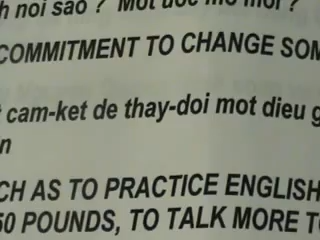 h noi sao ? Mot uoc mo moi ?
COMMITMENT TO CHANGE SOM
cam-ket de thay-doi mot dieu g
n
CH AS TO PRACTICE ENGLISH
50 POUNDS, TO TALK MORE TO